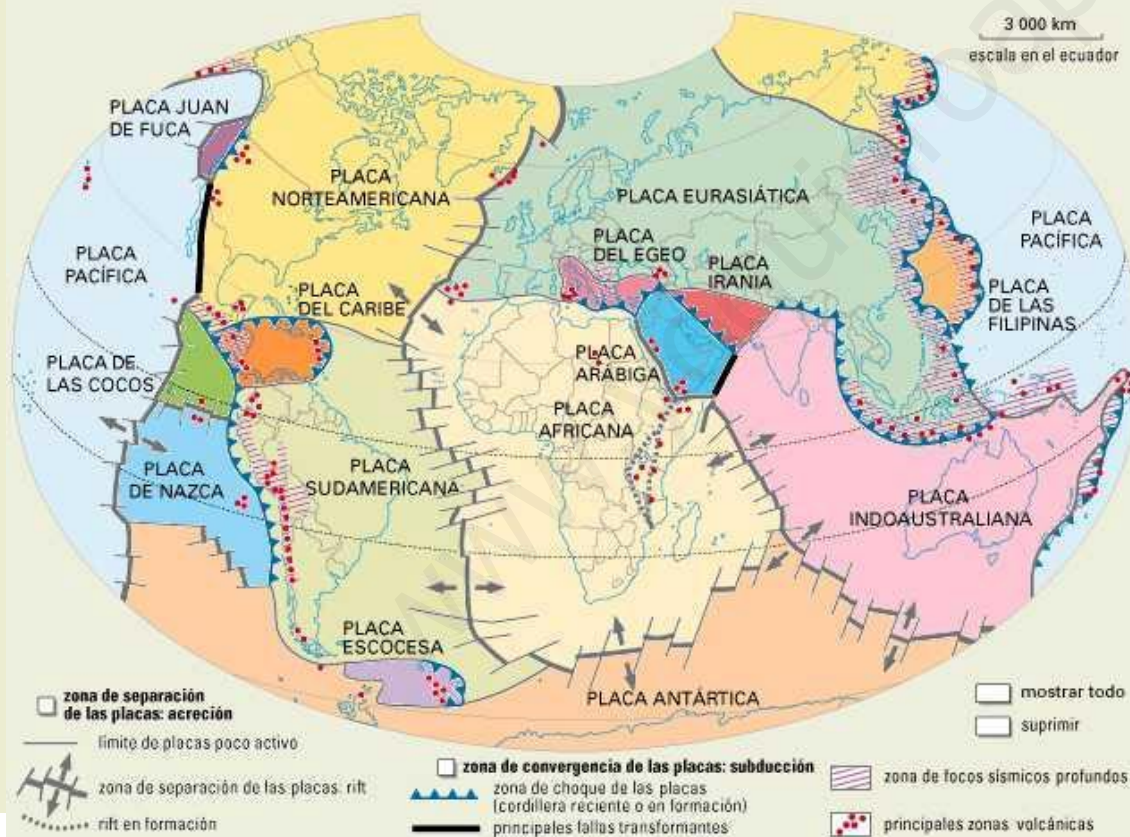 3 000 km
escala en el ecuador
PLACA JUAN
DE FUCA
PLACA
NORTEAMERICANA
PLACA EURASIÁTICA
PLACA
PACÍFICA
PLACA
PACÍFICA
PLACA
DEL EGEO
PLACA
IRANIA
PLACA
DEL CARIBE
PLACA
DE LAS
FILIPINAS
PLACA DE
LAS COCOS
PLACA
ARÁBIGA
PLACA
AFRICANA
PLACA
DE NAZCA
PLACA
SUDAMERICANA
PLACA
INDOAUSTRALIANA
PLACA
ESCOCESA
PLACA ANTÁRTICA
zona de separación
de las placas: acreción
límite de placas poco activo
zona de separación de las placas: rift
rift en formación
zona de convergencia de las placas: subducción
zona de choque de las placas
(cordillera reciente o en formación)
principales fallas transformantes
mostrar todo
suprimir
zona de focos sísmicos profundos
principales zonas volcánicas